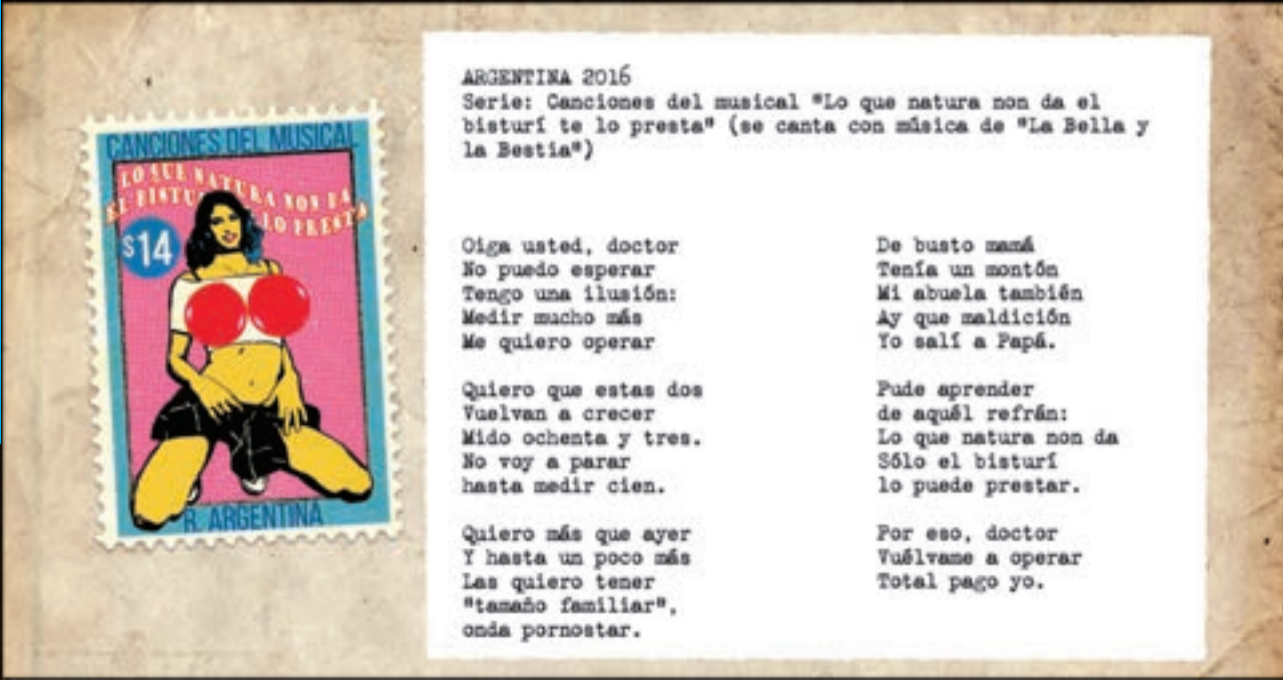 CANCIONES DEL MUSICAL
LO QUE NATURA NON DA
EL BISTU LO PRESTA
$14
R. ARGENTINA
ARGENTINA 2016
Serie: Canciones del musical "Lo que natura non da el
bisturí te lo presta" (se canta con música de "La Bella y
la Bestia")
Oiga usted, doctor
No puedo esperar
Tengo una ilusión:
Medir mucho más
Me quiero operar
Quiero que estas dos
Vuelvan a crecer
Mido ochenta y tres.
No voy a parar
hasta medir cien.
Quiero más que ayer
Y hasta un poco más
Las quiero tener
"tamaño familiar",
onda pornostar.
De busto mamá
Tenía un montón
Mi abuela también
Ay que maldición
Yo salí a Papá.
Pude aprender
de aquél refrán:
Lo que natura non da
Sólo el bisturí
lo puede prestar.
Por eso, doctor
Vuélvame a operar
Total pago yo.